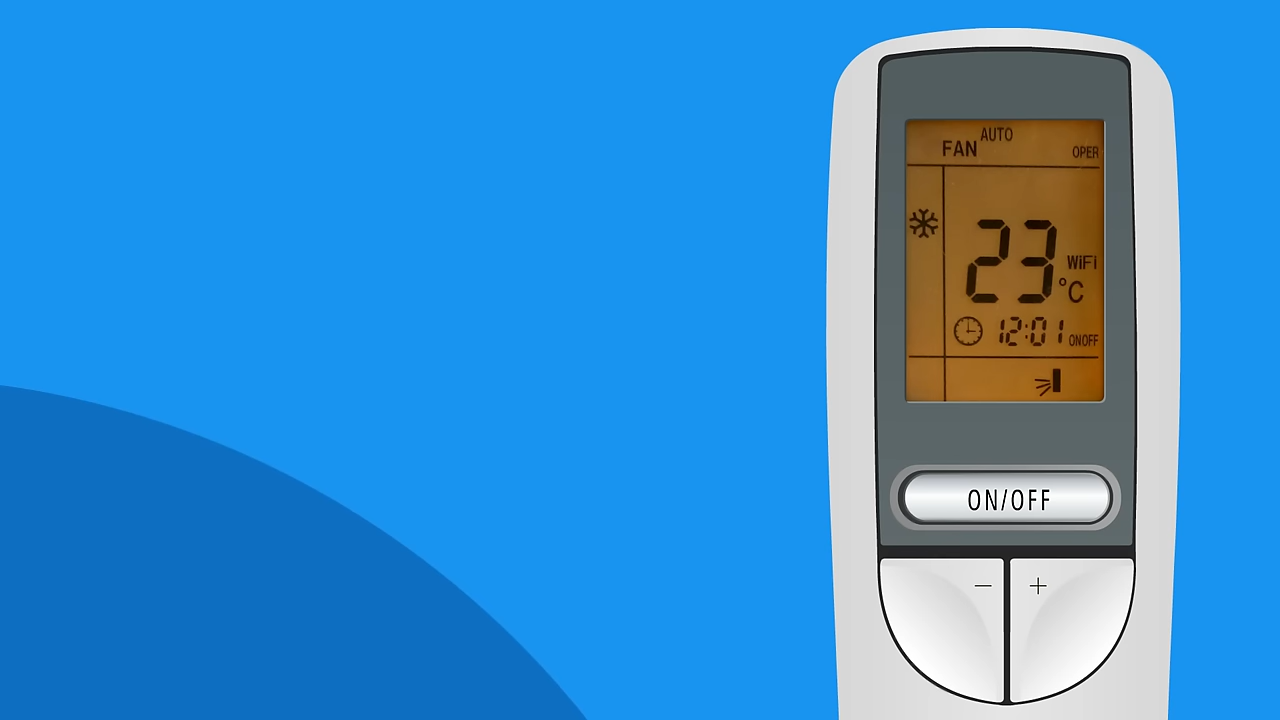 AUTO
FAN
OPER
23
WiFi
°C
12:01
ONOFF
ON/OFF
− +